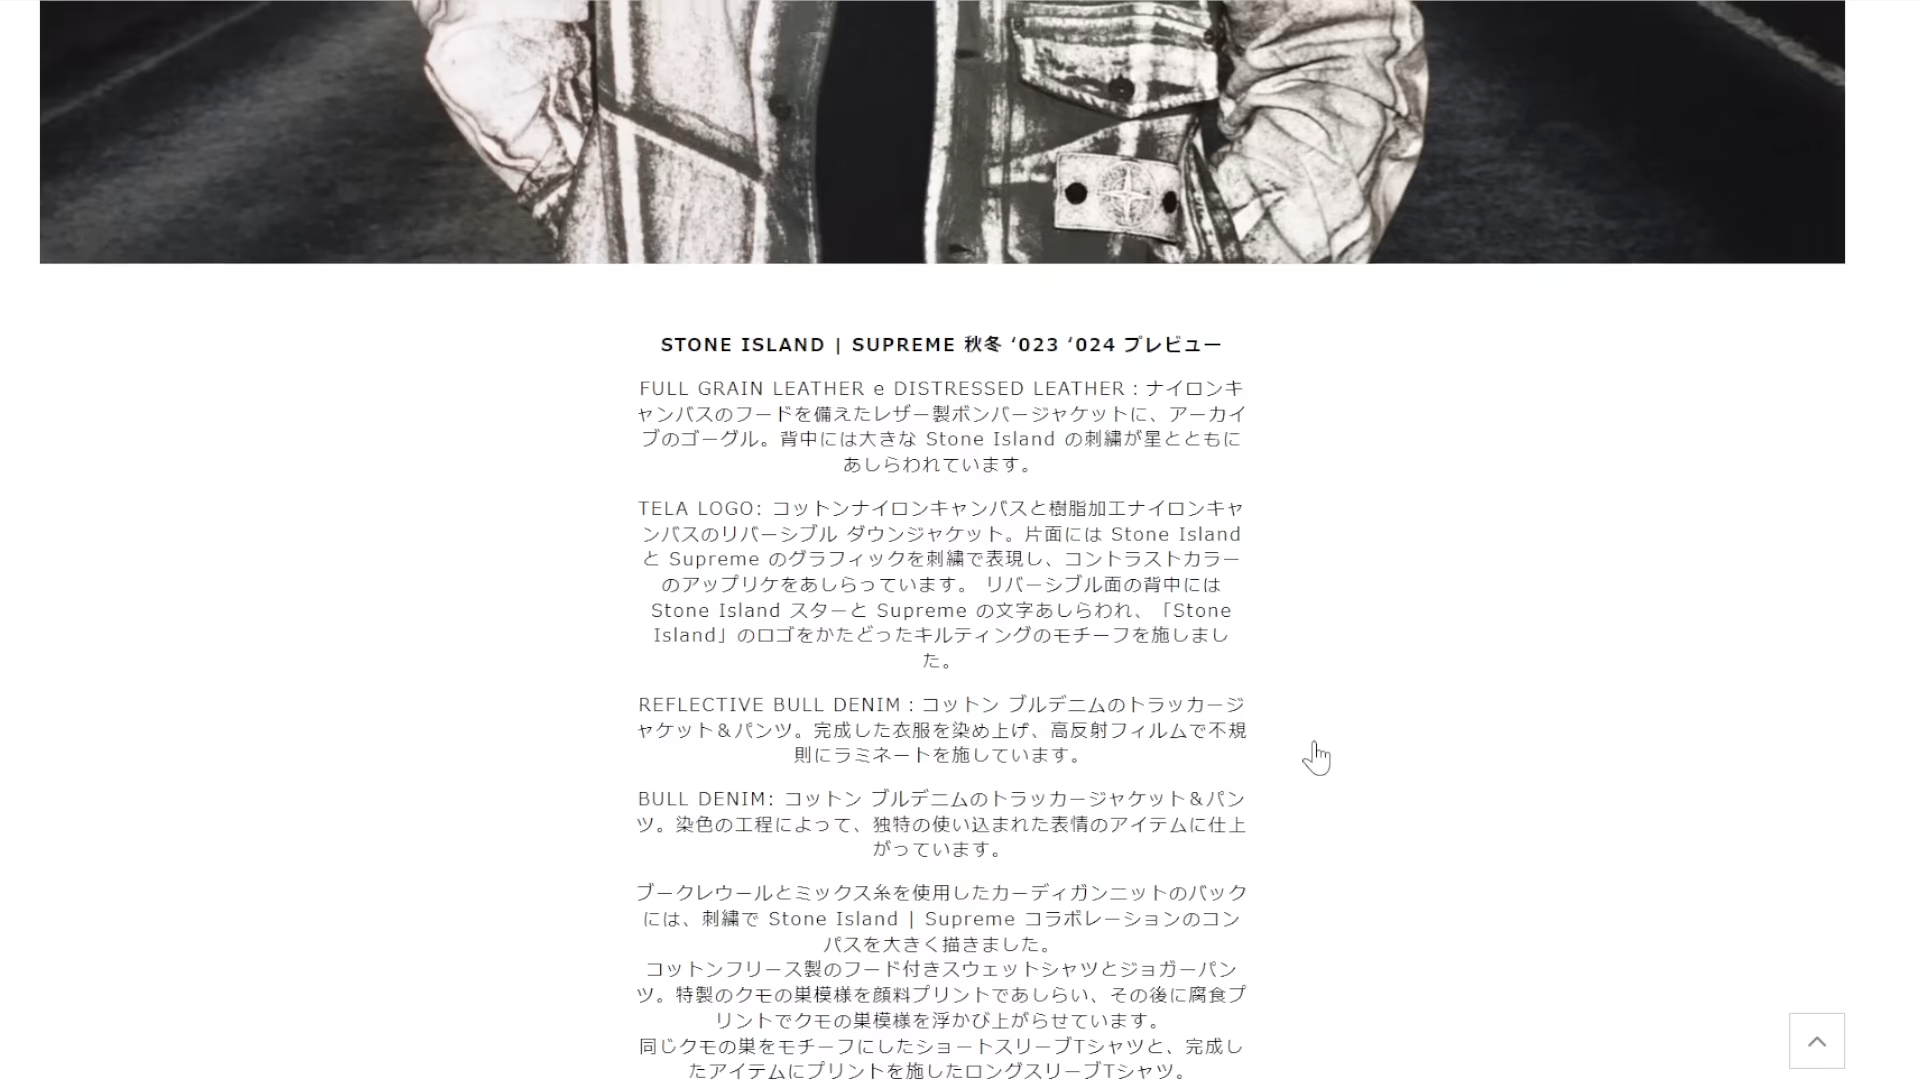 STONE ISLAND | SUPREME 秋冬 ‘023 ‘024 プレビュー
FULL GRAIN LEATHER e DISTRESSED LEATHER : ナイロンキ
ャンバスのフードを備えたレザー製ボンバージャケットに、アーカイ
ブのゴーグル。背中には大きな Stone Island の刺繍が星とともに
あしらわれています。
TELA LOGO: コットンナイロンキャンバスと樹脂加工ナイロンキャ
ンバスのリバーシブル ダウンジャケット。片面には Stone Island
と Supreme のグラフィックを刺繍で表現し、コントラストカラー
のアップリケをあしらっています。 リバーシブル面の背中には
Stone Island スターと Supreme の文字あしらわれ、「Stone
Island」のロゴをかたどったキルティングのモチーフを施しまし
た。
REFLECTIVE BULL DENIM : コットン ブルデニムのトラッカージ
ャケット＆パンツ。完成した衣服を染め上げ、高反射フィルムで不規
則にラミネートを施しています。
BULL DENIM: コットン ブルデニムのトラッカージャケット＆パン
ツ。染色の工程によって、独特の使い込まれた表情のアイテムに仕上
がっています。
ブークレウールとミックス糸を使用したカーディガンニットのバック
には、刺繍で Stone Island | Supreme コラボレーションのコン
パスを大きく描きました。
コットンフリース製のフード付きスウェットシャツとジョガーパン
ツ。特製のクモの巣模様を顔料プリントであしらい、その後に腐食プ
リントでクモの巣模様を浮かび上がらせています。
同じクモの巣をモチーフにしたショートスリーブTシャツと、完成し
たアイテムにプリントを施したロングスリーブTシャツ。